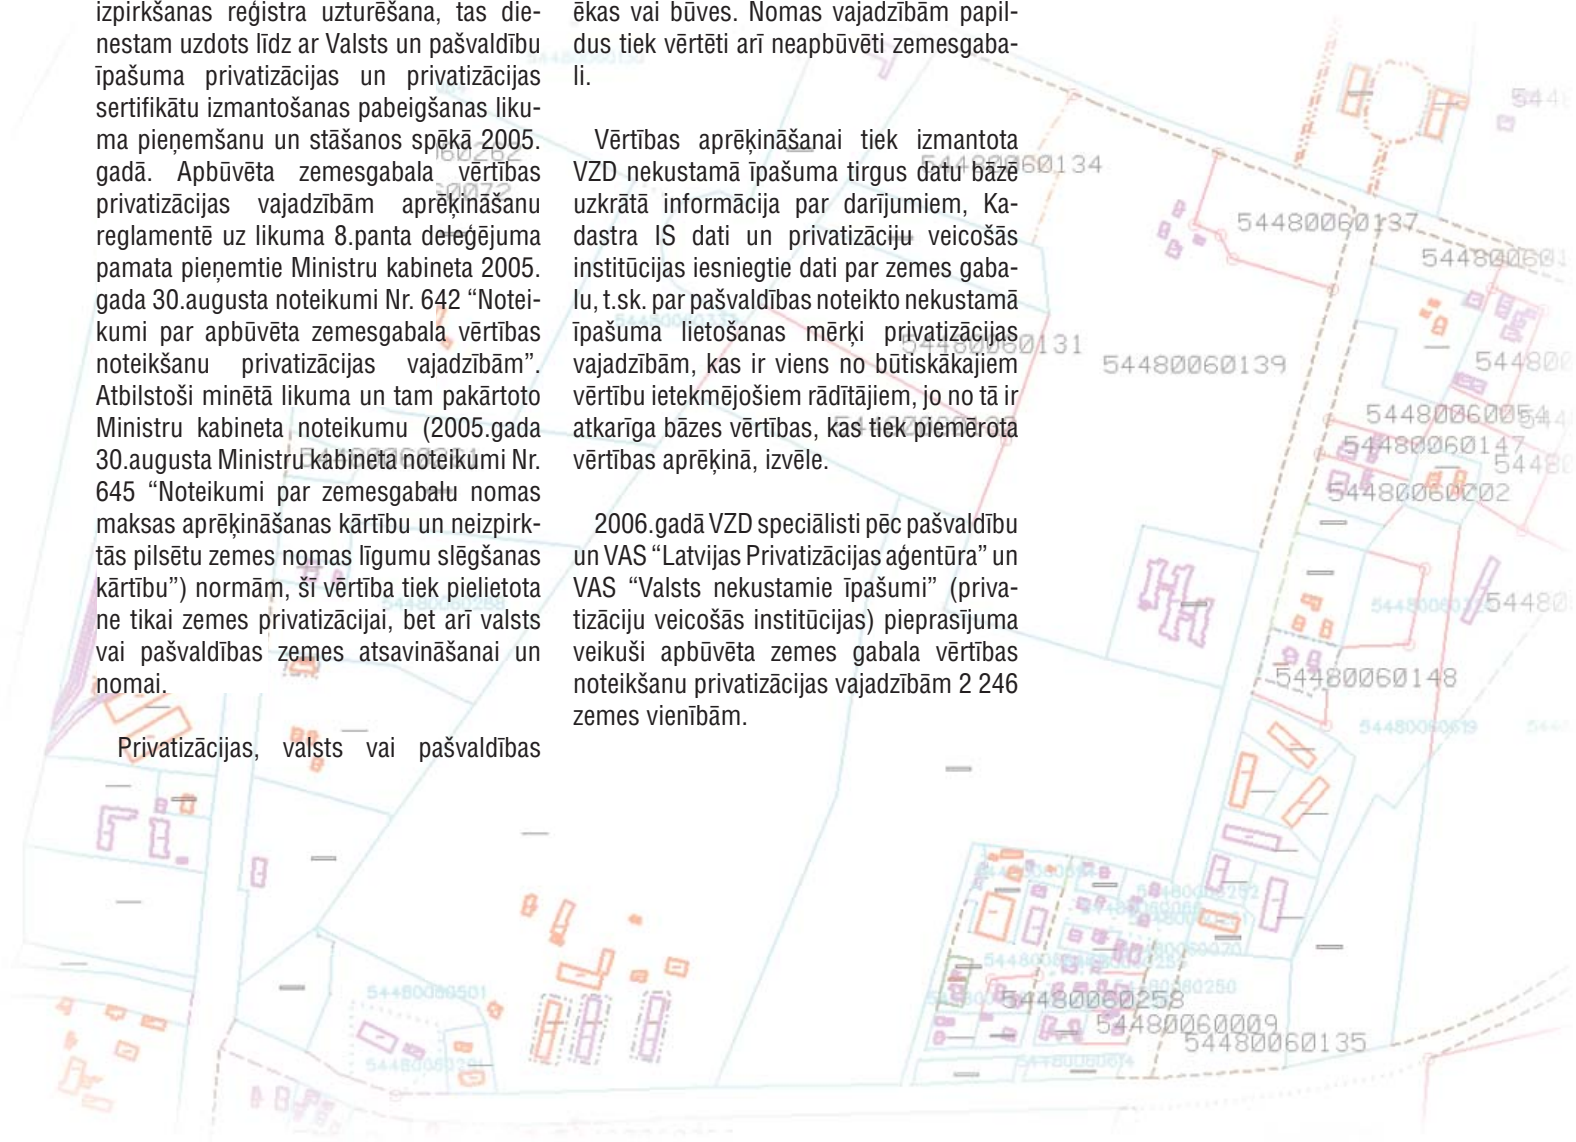 izpirkšanas reģistra uzturēšana, tas die-
nestam uzdots līdz ar Valsts un pašvaldību
īpašuma privatizācijas un privatizācijas
sertifikātu izmantošanas pabeigšanas liku-
ma pieņemšanu un stāšanos spēkā 2005.
gadā. Apbūvēta zemesgabala vērtības
privatizācijas vajadzībām aprēķināšanu
reglamentē uz likuma 8.panta deleģējuma
pamata pieņemtie Ministru kabineta 2005.
gada 30.augusta noteikumi Nr. 642 “Notei-
kumi par apbūvēta zemesgabala vērtības
noteikšanu privatizācijas vajadzībām”.
Atbilstoši minētā likuma un tam pakārtoto
Ministru kabineta noteikumu (2005.gada
30.augusta Ministru kabineta noteikumi Nr.
645 “Noteikumi par zemesgabalu nomas
maksas aprēķināšanas kārtību un neizpirk-
tās pilsētu zemes nomas līgumu slēgšanas
kārtību”) normām, šī vērtība tiek pielietota
ne tikai zemes privatizācijai, bet arī valsts
vai pašvaldības zemes atsavināšanai un
nomai.
Privatizācijas, valsts vai pašvaldības
ēkas vai būves. Nomas vajadzībām papil-
dus tiek vērtēti arī neapbūvēti zemesgaba-
li.
Vērtības aprēķināšanai tiek izmantota
VZD nekustamā īpašuma tirgus datu bāzē
uzkrātā informācija par darījumiem, Ka-
dastra IS dati un privatizāciju veicošās
institūcijas iesniegtie dati par zemes gaba-
lu, t.sk. par pašvaldības noteikto nekustamā
īpašuma lietošanas mērķi privatizācijas
vajadzībām, kas ir viens no būtiskākajiem
vērtību ietekmējošiem rādītājiem, jo no tā ir
atkarīga bāzes vērtības, kas tiek piemērota
vērtības aprēķinā, izvēle.
2006.gadā VZD speciālisti pēc pašvaldību
un VAS “Latvijas Privatizācijas aģentūra” un
VAS “Valsts nekustamie īpašumi” (priva-
tizāciju veicošās institūcijas) pieprasījuma
veikuši apbūvēta zemes gabala vērtības
noteikšanu privatizācijas vajadzībām 2 246
zemes vienībām.
54480060134
54480060137
54480060131
54480060139
54480060054
54480060147
54480060002
54480060148
54480060619
54480060501
54480060250
54480060258
54480060009
54480060135
54480060614